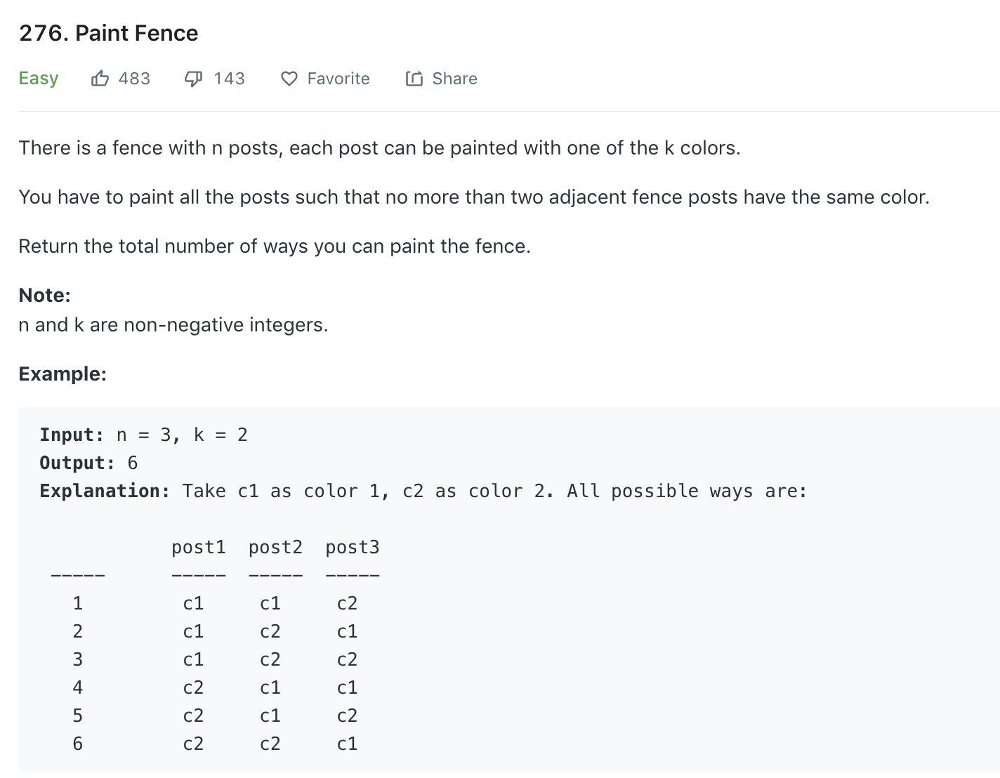 276. Paint Fence
Easy 483 143 Favorite Share
There is a fence with n posts, each post can be painted with one of the k colors.
You have to paint all the posts such that no more than two adjacent fence posts have the same color.
Return the total number of ways you can paint the fence.
Note:
n and k are non-negative integers.
Example:
Input: n = 3, k = 2
Output: 6
Explanation: Take c1 as color 1, c2 as color 2. All possible ways are:
post1 post2 post3
----- ----- ----- -----
1 c1 c1 c2
2 c1 c2 c1
3 c1 c2 c2
4 c2 c1 c1
5 c2 c1 c2
6 c2 c2 c1